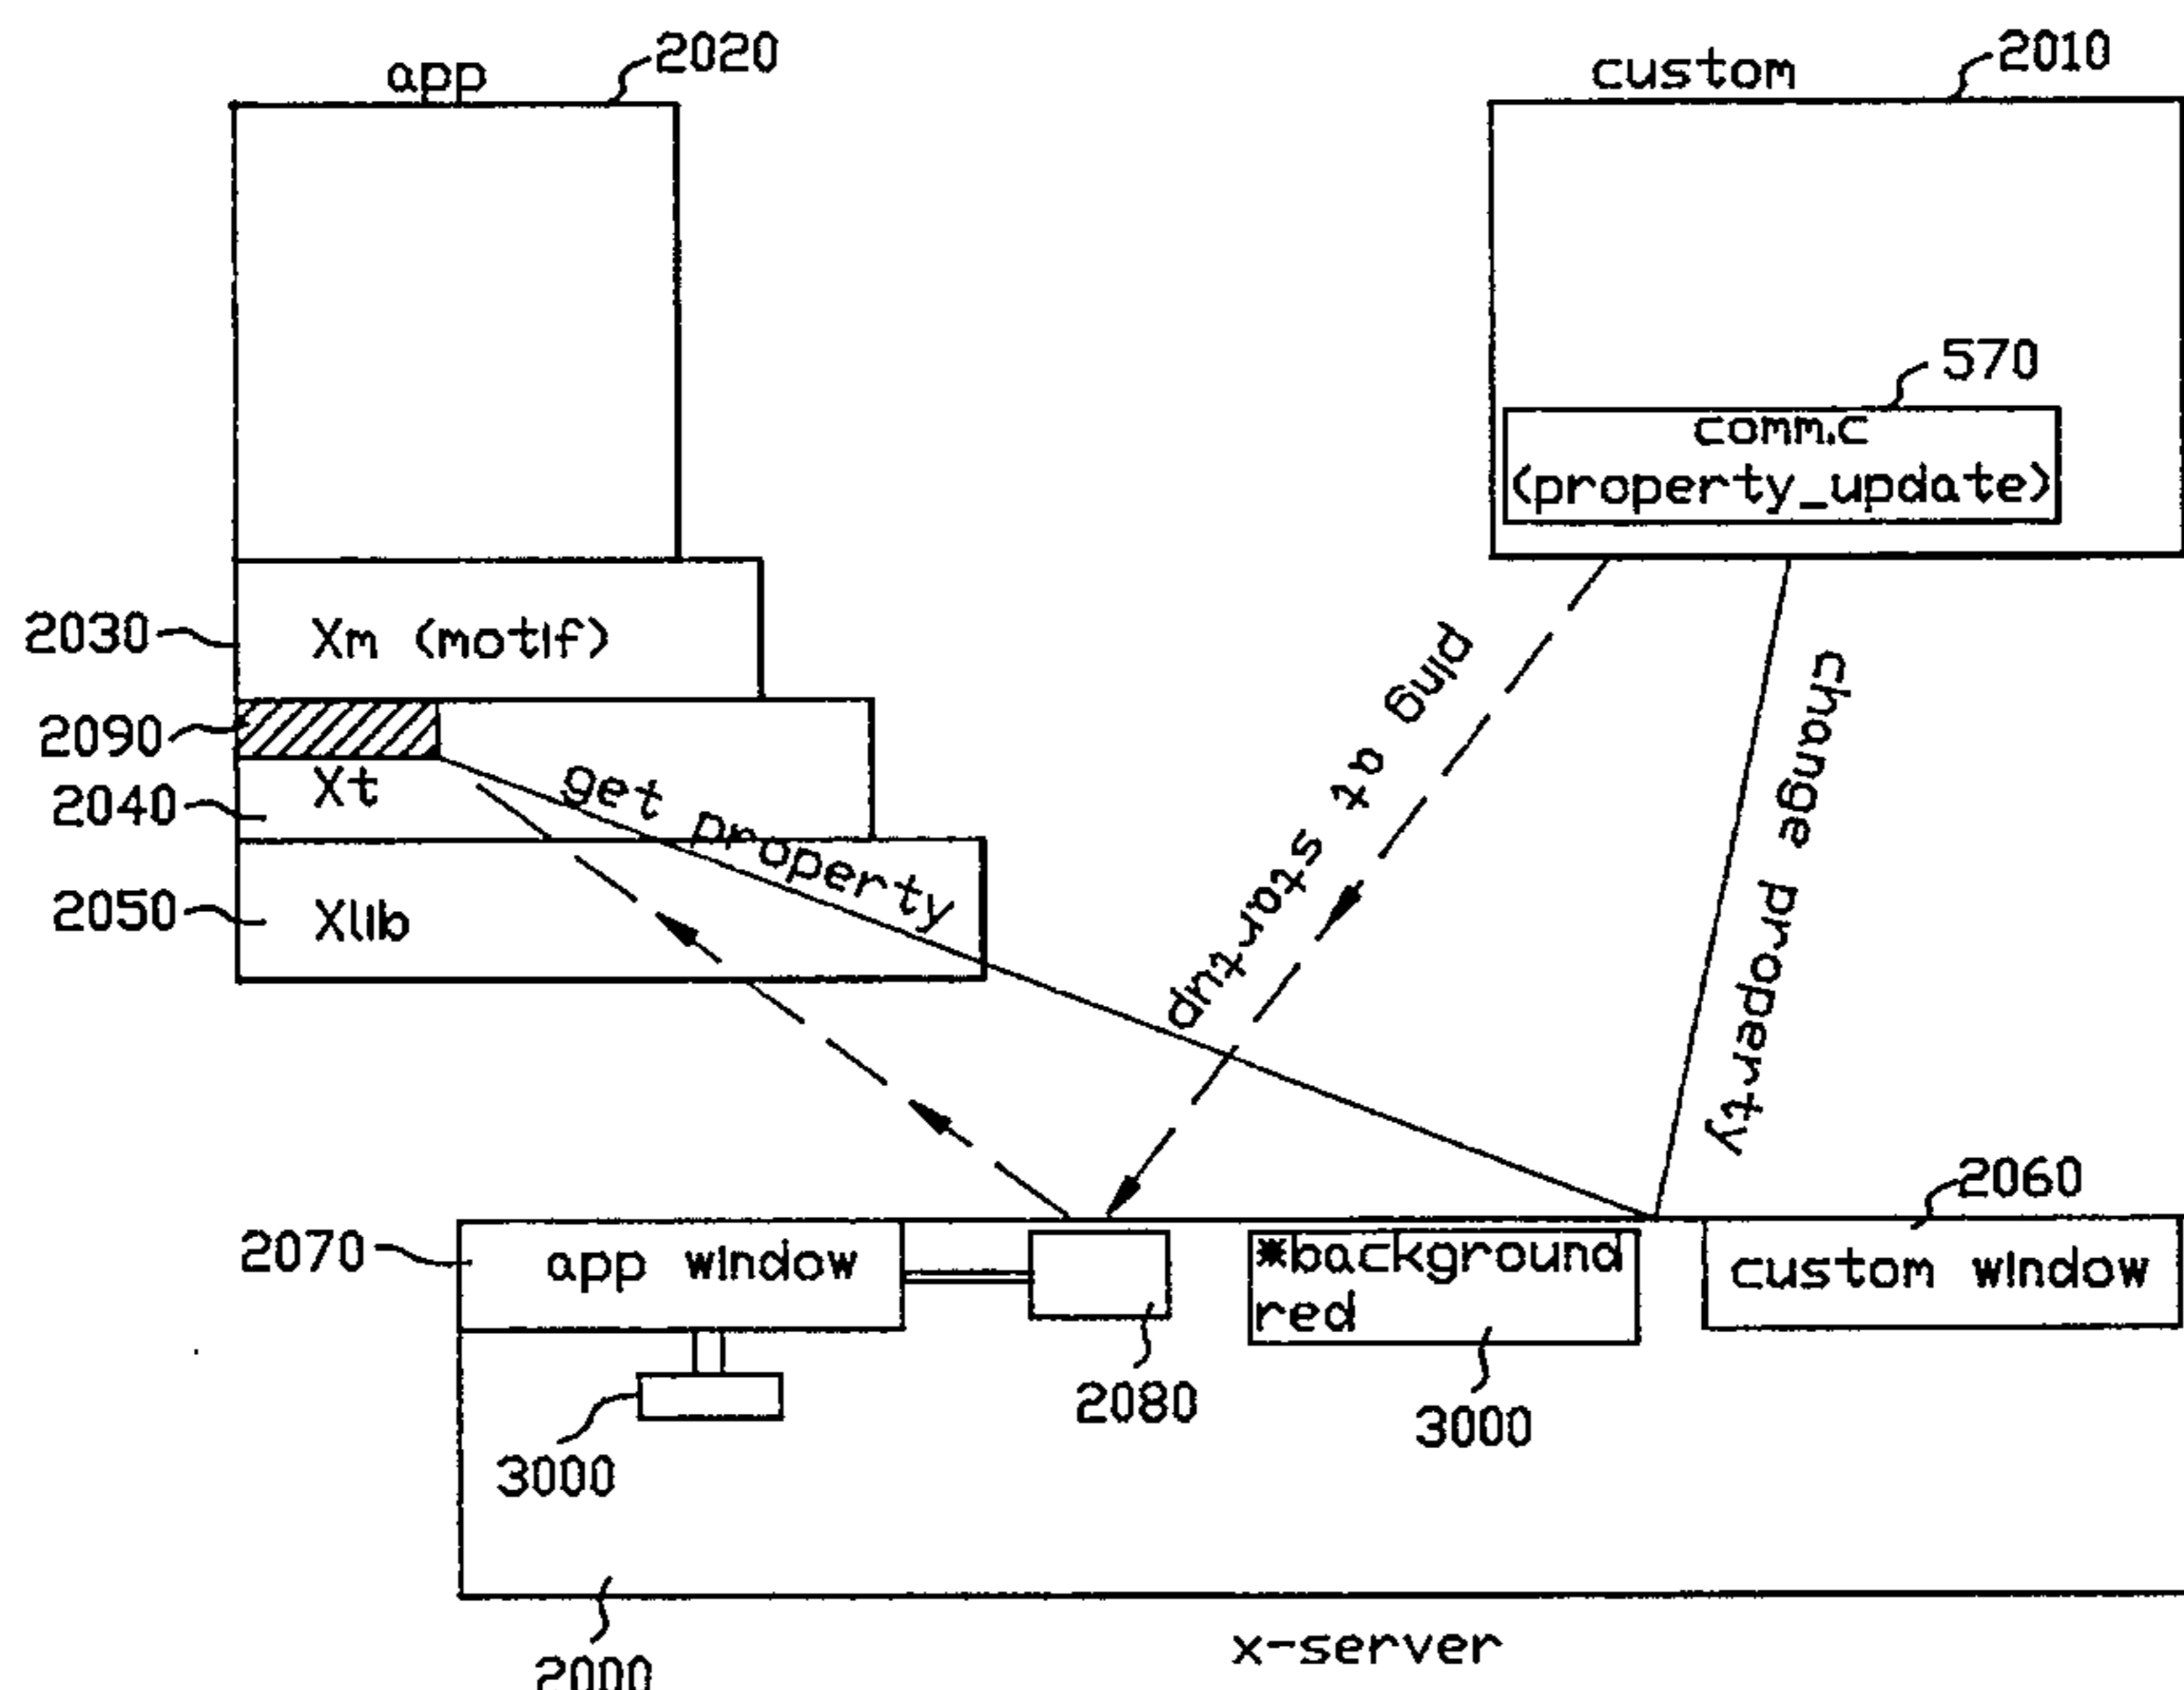 app
2020
custom
2010
570
comm.c
(property_update)
2030
Xm (motif)
2090
Xt
2040
get property
2050
Xlib
ping at startup
change property
2060
2070
app window
*background
red
custom window
2080
3000
3000
2000
x-server